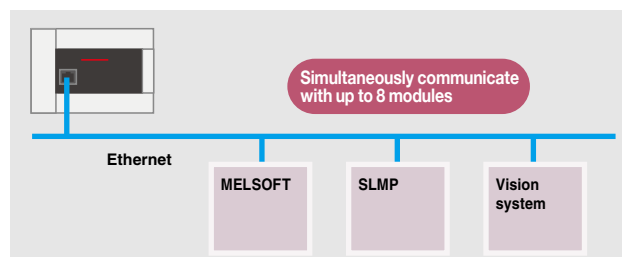 Simultaneously communicate
with up to 8 modules
Ethernet
MELSOFT
SLMP
Vision
system